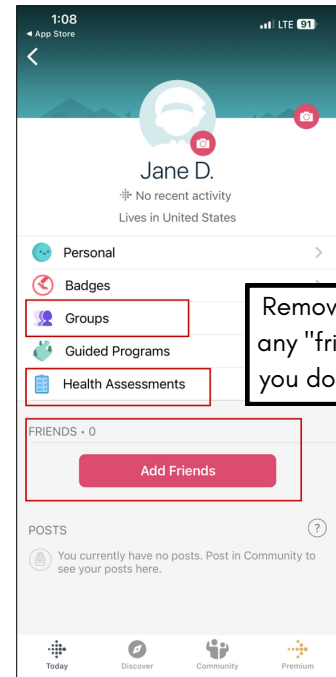 1:08
LTE 91
◄ App Store
Jane D.
No recent activity
Lives in United States
Personal
Badges
Groups
Guided Programs
Health Assessments
Remov
any "fri
you do
FRIENDS • 0
Add Friends
POSTS
?
You currently have no posts. Post in Community to
see your posts here.
Today
Discover
Community
Premium